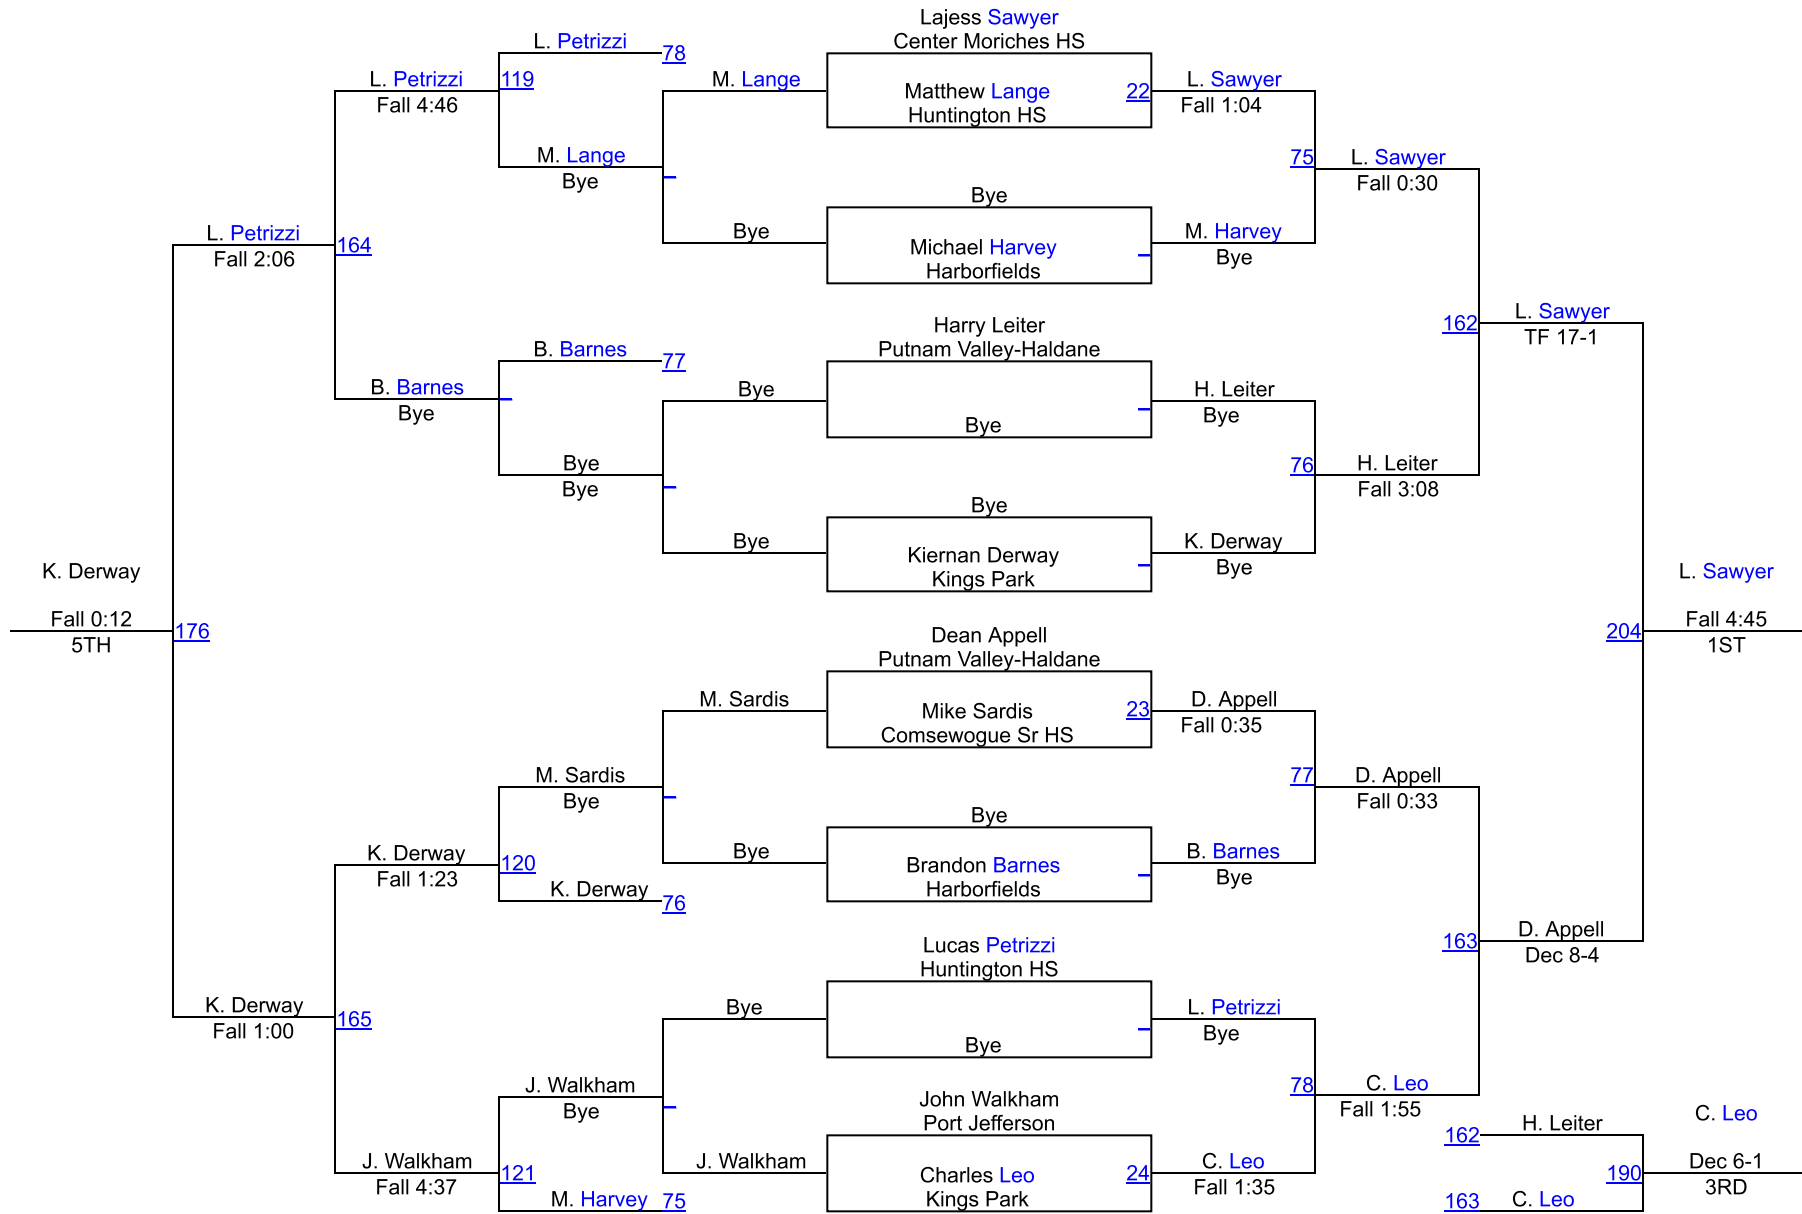 Lajess Sawyer
Center Moriches HS
L. Petrizzi
78
L. Petrizzi
119
Fall 4:46
M. Lange
Matthew Lange
22
Huntington HS
L. Sawyer
Fall 1:04
M. Lange
Bye
75
L. Sawyer
Fall 0:30
Bye
L. Petrizzi
164
Fall 2:06
Bye
Michael Harvey
Harborfields
M. Harvey
Bye
Harry Leiter
Putnam Valley-Haldane
162
L. Sawyer
TF 17-1
B. Barnes
77
B. Barnes
Bye
Bye
Bye
H. Leiter
Bye
Bye
Bye
76
H. Leiter
Fall 3:08
Bye
Bye
Kiernan Derway
Kings Park
K. Derway
Bye
K. Derway
Fall 0:12
5TH
176
L. Sawyer
204
Fall 4:45
1ST
Dean Appell
Putnam Valley-Haldane
M. Sardis
Mike Sardis
23
Comsewogue Sr HS
D. Appell
Fall 0:35
M. Sardis
Bye
77
D. Appell
Fall 0:33
Bye
K. Derway
120
Fall 1:23
Bye
Brandon Barnes
Harborfields
B. Barnes
Bye
K. Derway
76
Lucas Petrizzi
Huntington HS
163
D. Appell
Dec 8-4
K. Derway
165
Fall 1:00
Bye
Bye
L. Petrizzi
Bye
J. Walkham
Bye
John Walkham
Port Jefferson
78
C. Leo
Fall 1:55
J. Walkham
121
Fall 4:37
J. Walkham
Charles Leo
24
Kings Park
C. Leo
Fall 1:35
M. Harvey
75
162
H. Leiter
C. Leo
190
Dec 6-1
3RD
163
C. Leo